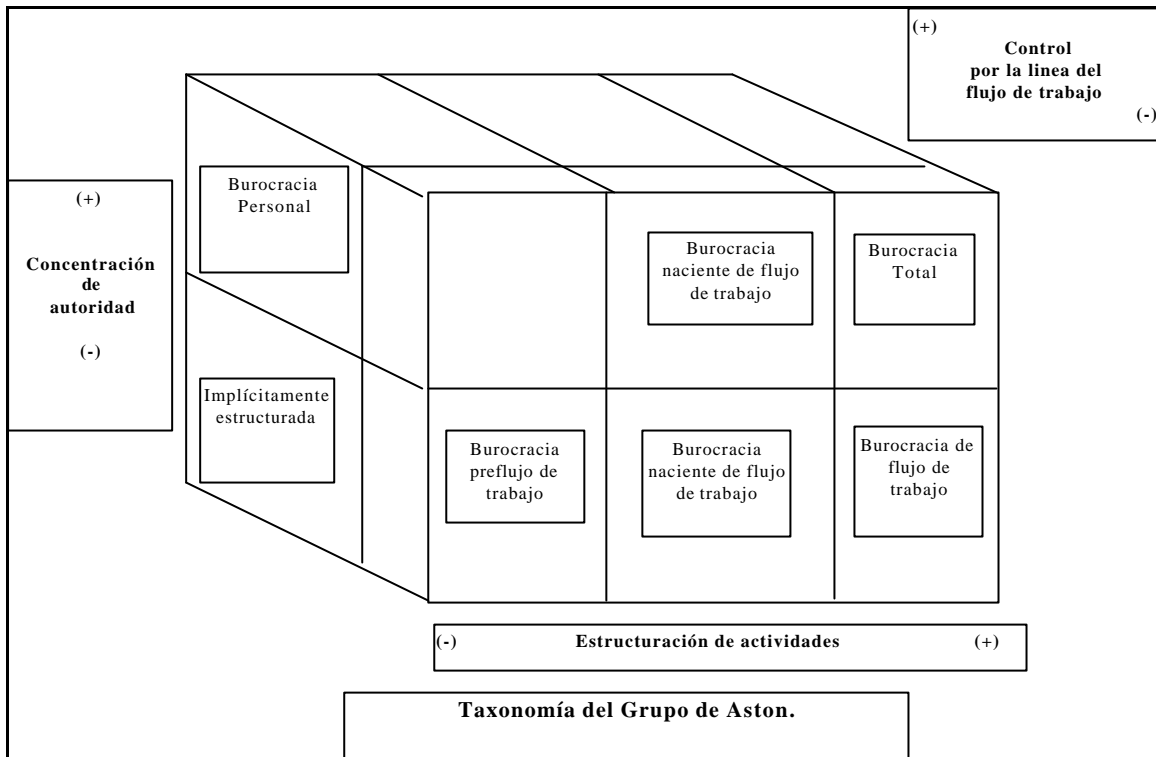 (+)
Control
por la linea del
flujo de trabajo
(-)
(+)
Concentración
de
autoridad
(-)
Burocracia
Personal
Burocracia
naciente de flujo
de trabajo
Burocracia
Total
Implícitamente
estructurada
Burocracia
preflujo de
trabajo
Burocracia
naciente de flujo
de trabajo
Burocracia de
flujo de
trabajo
(-) Estructuración de actividades (+)
Taxonomía del Grupo de Aston.